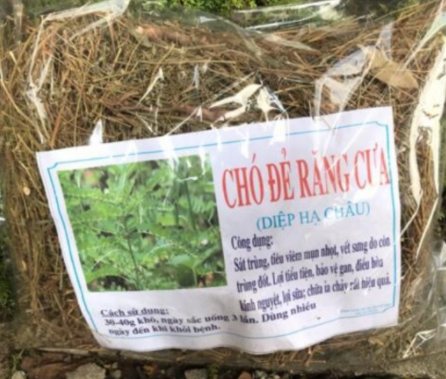 CHÓ ĐẺ RĂNG CƯA
(DIỆP HẠ CHÂU)
Công dụng:
Sát trùng, tiêu viêm mụn nhọt, vết sưng do côn
trùng đốt. Lợi tiểu tiện, bảo vệ gan, điều hòa
kinh nguyệt, lợi sữa; chữa ỉa chảy rất hiệu quả.
Cách sử dụng:
30-40g khô, ngày sắc uống 3 lần. Dùng nhiều
ngày đến khi khỏi bệnh.